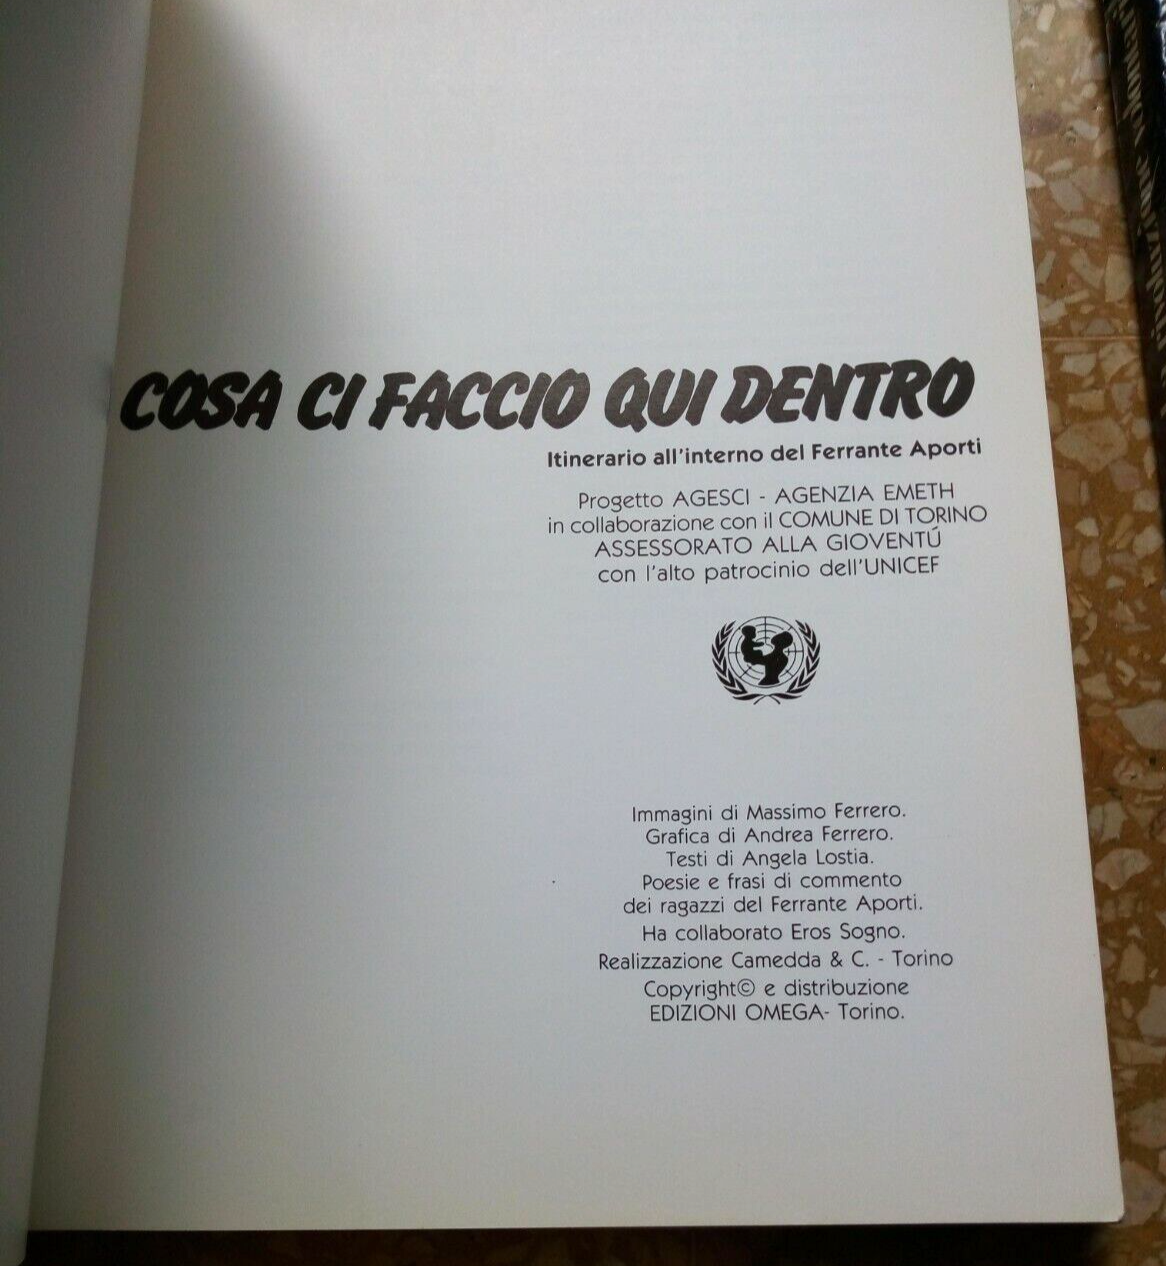 COSA CI FACCIO QUI DENTRO
Itinerario all'interno del Ferrante Aporti
Progetto AGESCI - AGENZIA EMETH
in collaborazione con il COMUNE DI TORINO
ASSESSORATO ALLA GIOVENTÚ
con l'alto patrocinio dell'UNICEF
Immagini di Massimo Ferrero.
Grafica di Andrea Ferrero.
Testi di Angela Lostia.
Poesie e frasi di commento
dei ragazzi del Ferrante Aporti.
Ha collaborato Eros Sogno.
Realizzazione Camedda & C. - Torino
Copyright© e distribuzione
EDIZIONI OMEGA- Torino.